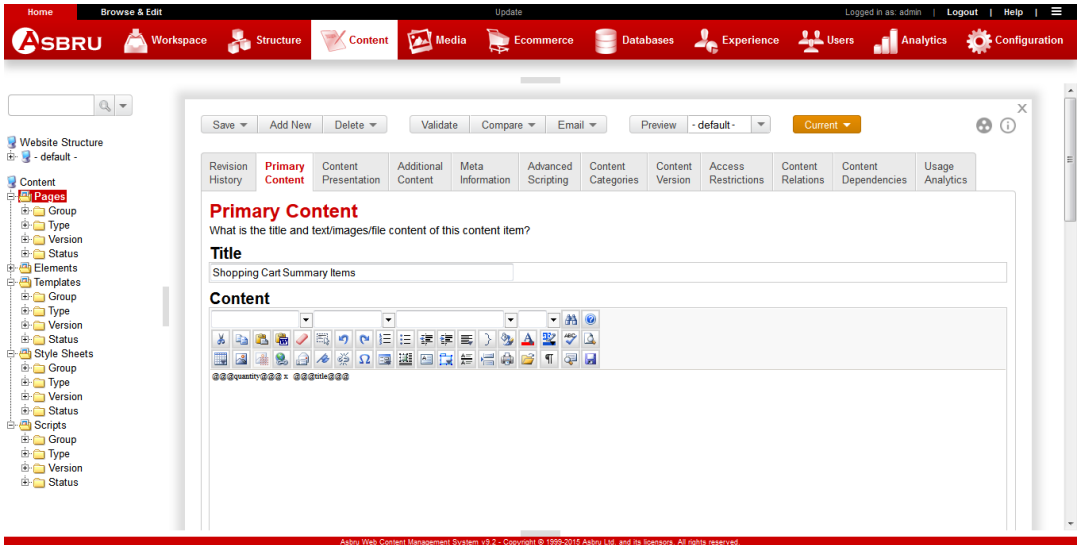 Home Browse & Edit Update Logged in as: admin | Logout | Help |
ASBRU Workspace Structure Content Media Ecommerce Databases Experience Users Analytics Configuration
Save Add New Delete Validate Compare Email Preview - default - Current
Website Structure
- default -
Content
Pages
Group
Type
Version
Status
Elements
Templates
Group
Type
Version
Status
Style Sheets
Group
Type
Version
Status
Scripts
Group
Type
Version
Status
Revision History
Primary Content
Content Presentation
Additional Content
Meta Information
Advanced Scripting
Content Categories
Content Version
Access Restrictions
Content Relations
Content Dependencies
Usage Analytics
Primary Content
What is the title and text/images/file content of this content item?
Title
Shopping Cart Summary Items
Content
@@@quantity@@@ x @@@title@@@
Asbru Web Content Management System v9.2 - Copyright © 1999-2015 Asbru Ltd. and its licensors. All rights reserved.